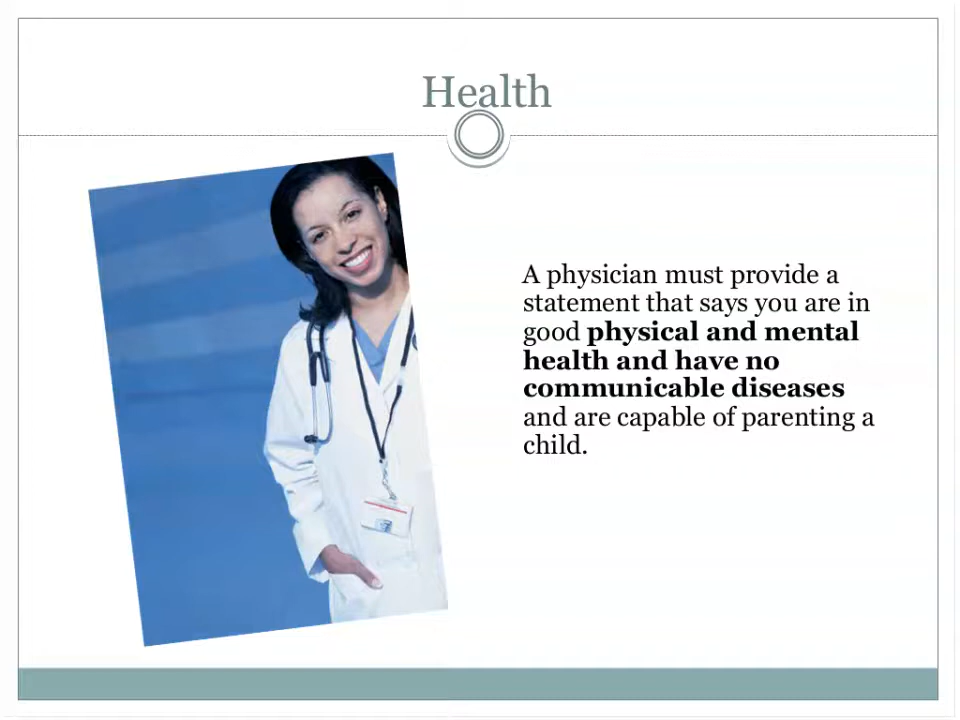 Health
A physician must provide a
statement that says you are in
good physical and mental
health and have no
communicable diseases
and are capable of parenting a
child.